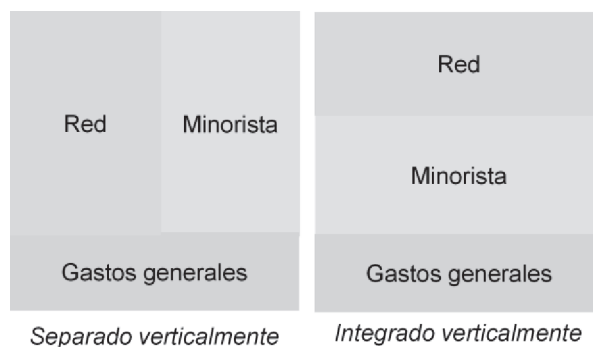 Red
Minorista
Gastos generales
Separado verticalmente
Red
Minorista
Gastos generales
Integrado verticalmente